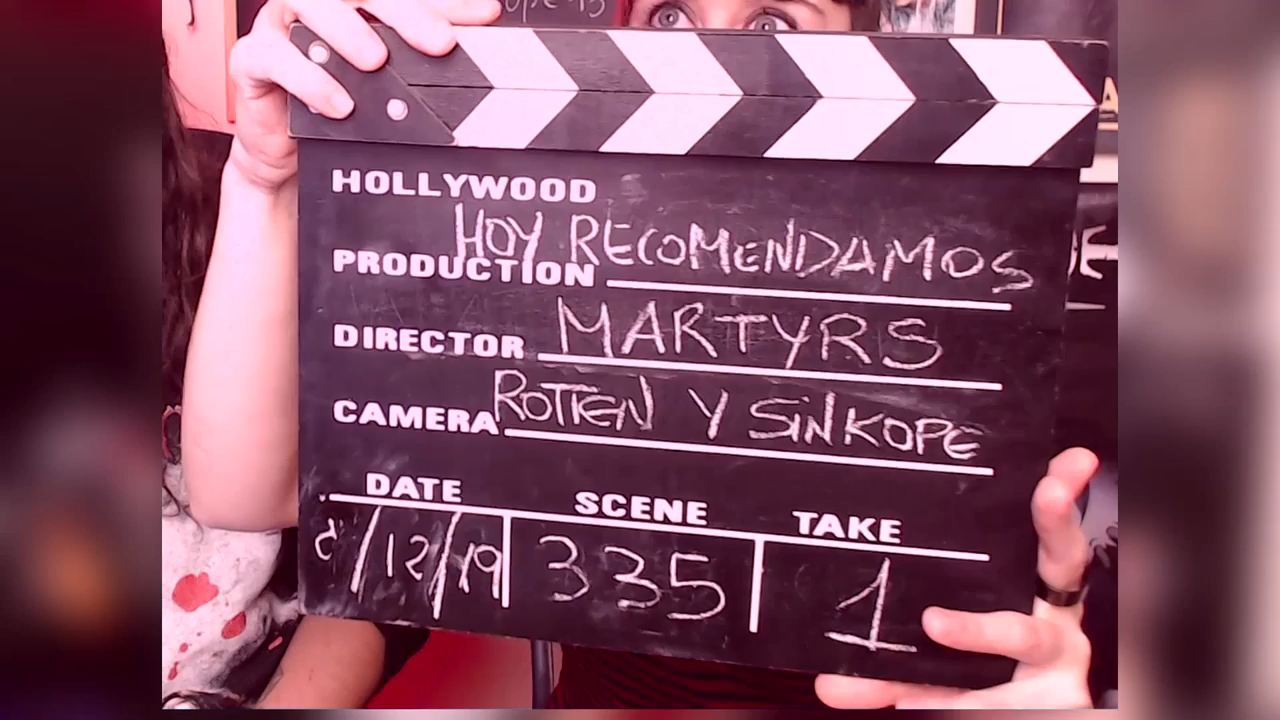 HOLLYWOOD
HOY RECOMENDAMOS
PRODUCTION
DIRECTOR MARTYRS
CAMERA ROTTEN Y SINKOPE
DATE SCENE TAKE
/12/19 335 1